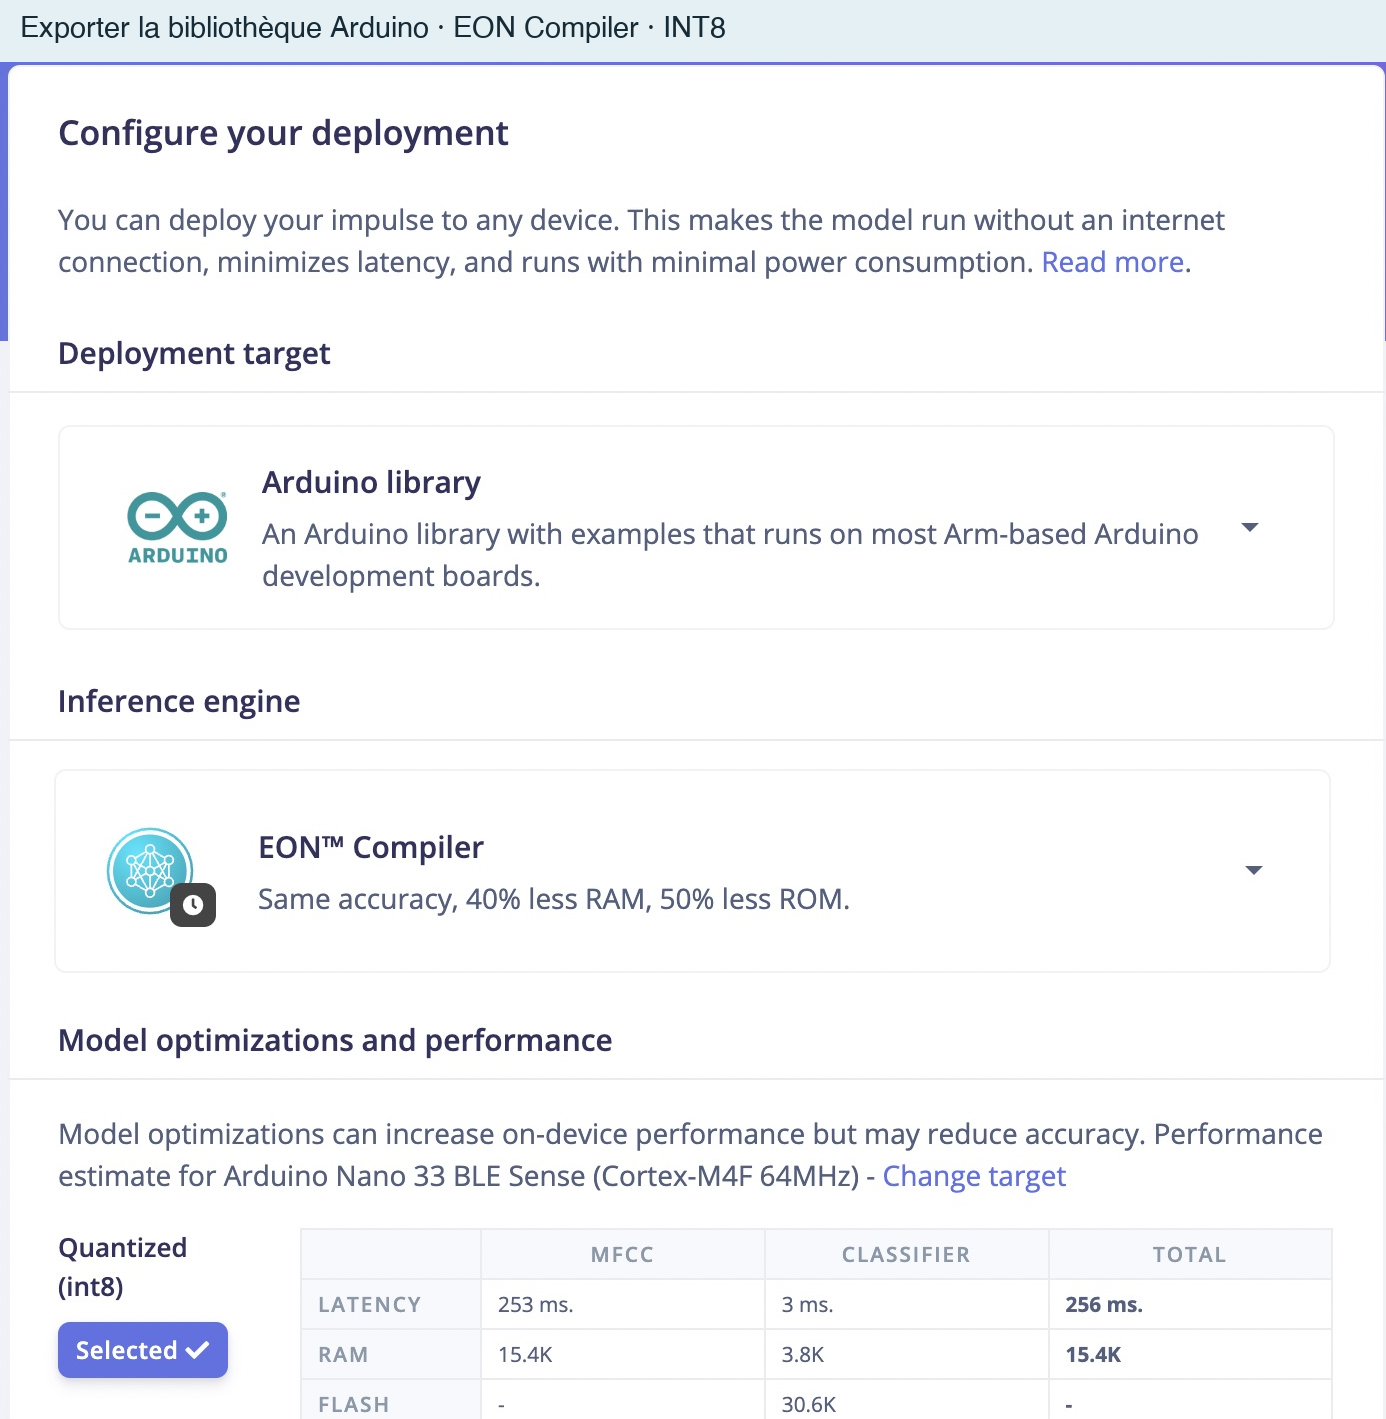 Exporter la bibliothèque Arduino · EON Compiler · INT8
Configure your deployment
You can deploy your impulse to any device. This makes the model run without an internet
connection, minimizes latency, and runs with minimal power consumption. Read more.
Deployment target
ARDUINO
Arduino library
An Arduino library with examples that runs on most Arm-based Arduino
development boards.
Inference engine
EON™ Compiler
Same accuracy, 40% less RAM, 50% less ROM.
Model optimizations and performance
Model optimizations can increase on-device performance but may reduce accuracy. Performance
estimate for Arduino Nano 33 BLE Sense (Cortex-M4F 64MHz) - Change target
Quantized
(int8)
Selected
MFCC CLASSIFIER TOTAL
LATENCY 253 ms. 3 ms. 256 ms.
RAM 15.4K 3.8K 15.4K
FLASH - 30.6K -